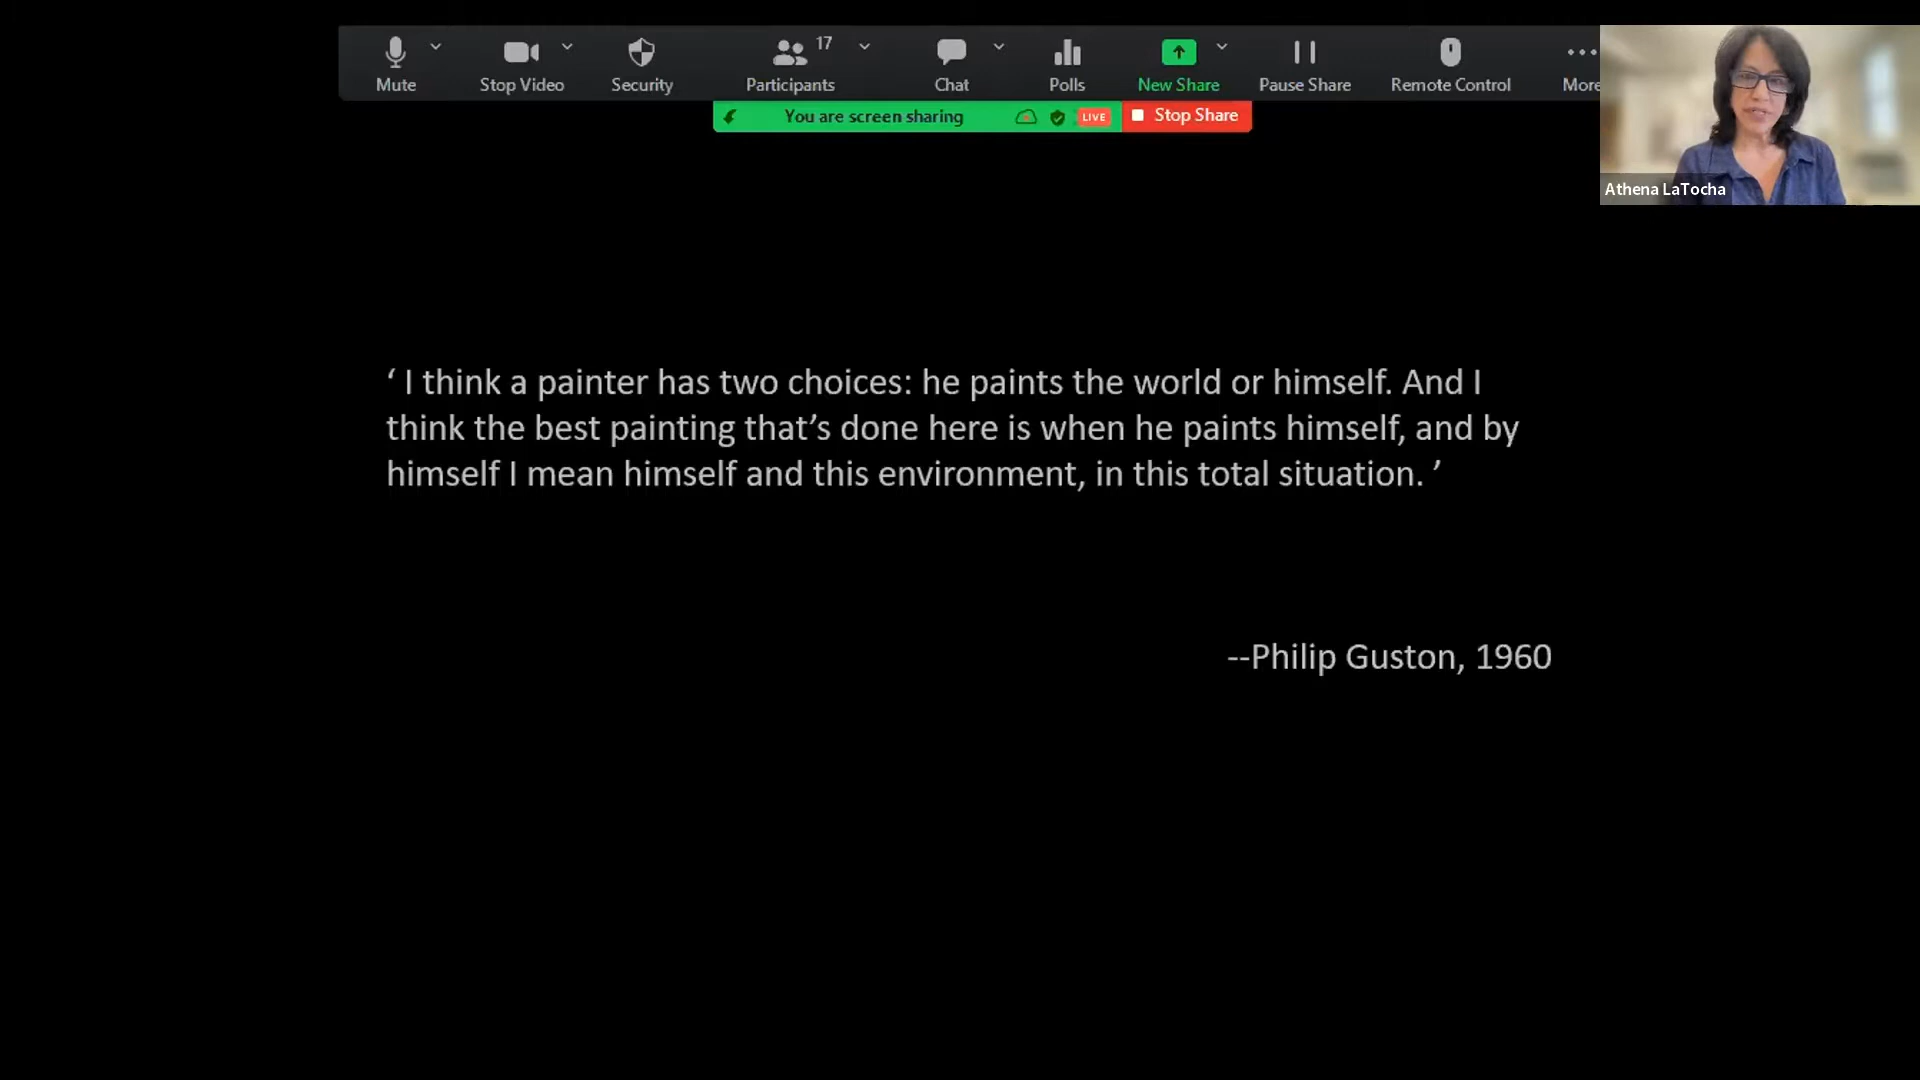 17
Mute
Stop Video
Security
Participants
Chat
Polls
New Share
Pause Share
Remote Control
More
You are screen sharing
LIVE
Stop Share
Athena LaTocha
‘ I think a painter has two choices: he paints the world or himself. And I
think the best painting that’s done here is when he paints himself, and by
himself I mean himself and this environment, in this total situation. ’
--Philip Guston, 1960